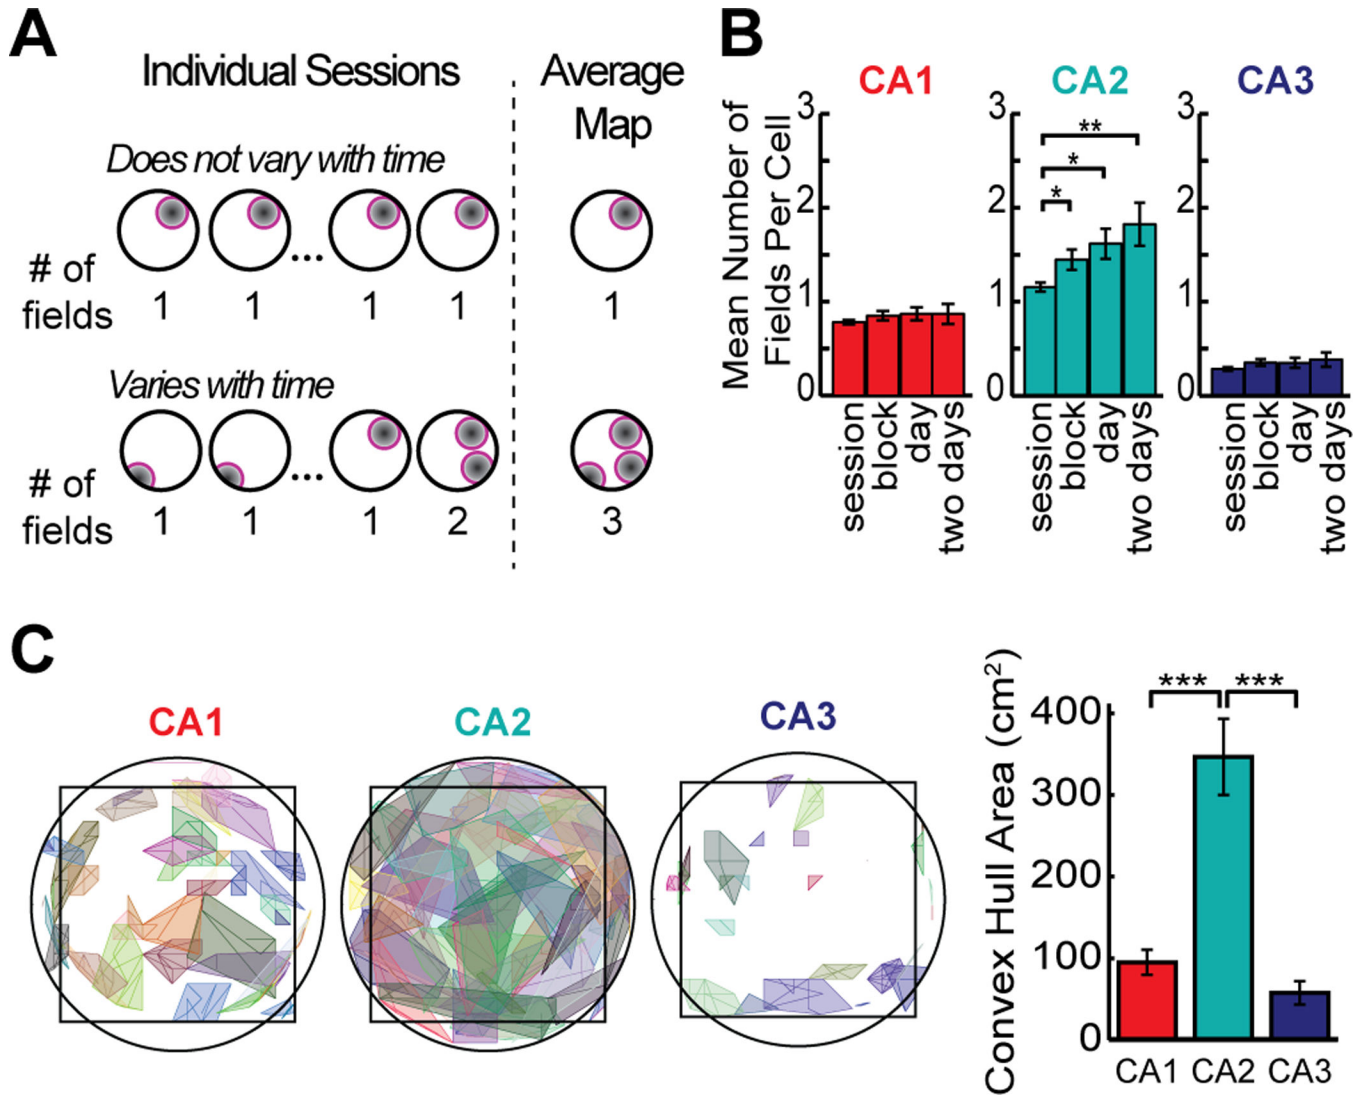 A
Individual Sessions
Average
Map
Does not vary with time
...
# of
fields
1 1 1 1 1
Varies with time
...
# of
fields
1 1 1 2 3
B
CA1 CA2 CA3
Mean Number of
Fields Per Cell
3
2
1
0
session
block
day
two days
3
2
1
0
**
*
*
session
block
day
two days
3
2
1
0
session
block
day
two days
C
CA1
CA2
CA3
Convex Hull Area (cm²)
400
300
200
100
0
*** ***
CA1 CA2 CA3